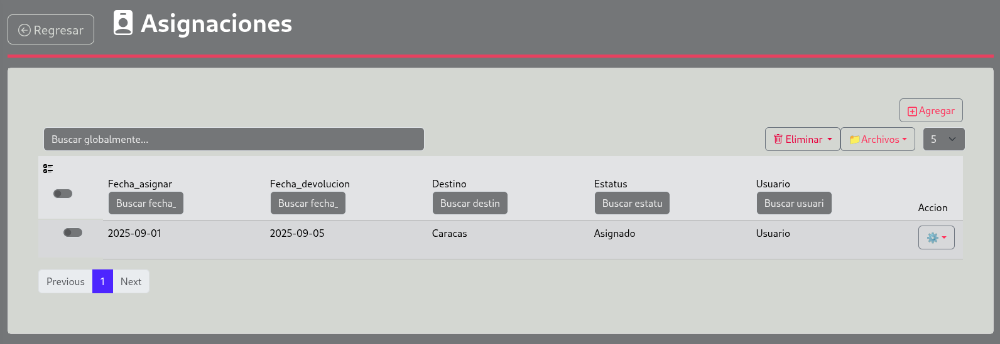 Regresar
Asignaciones
Agregar
Buscar globalmente...
Eliminar
Archivos
5
Fecha_asignar Fecha_devolucion Destino Estatus Usuario
Buscar fecha_ Buscar fecha_ Buscar destin Buscar estatu Buscar usuari
Accion
2025-09-01 2025-09-05 Caracas Asignado Usuario
Previous 1 Next